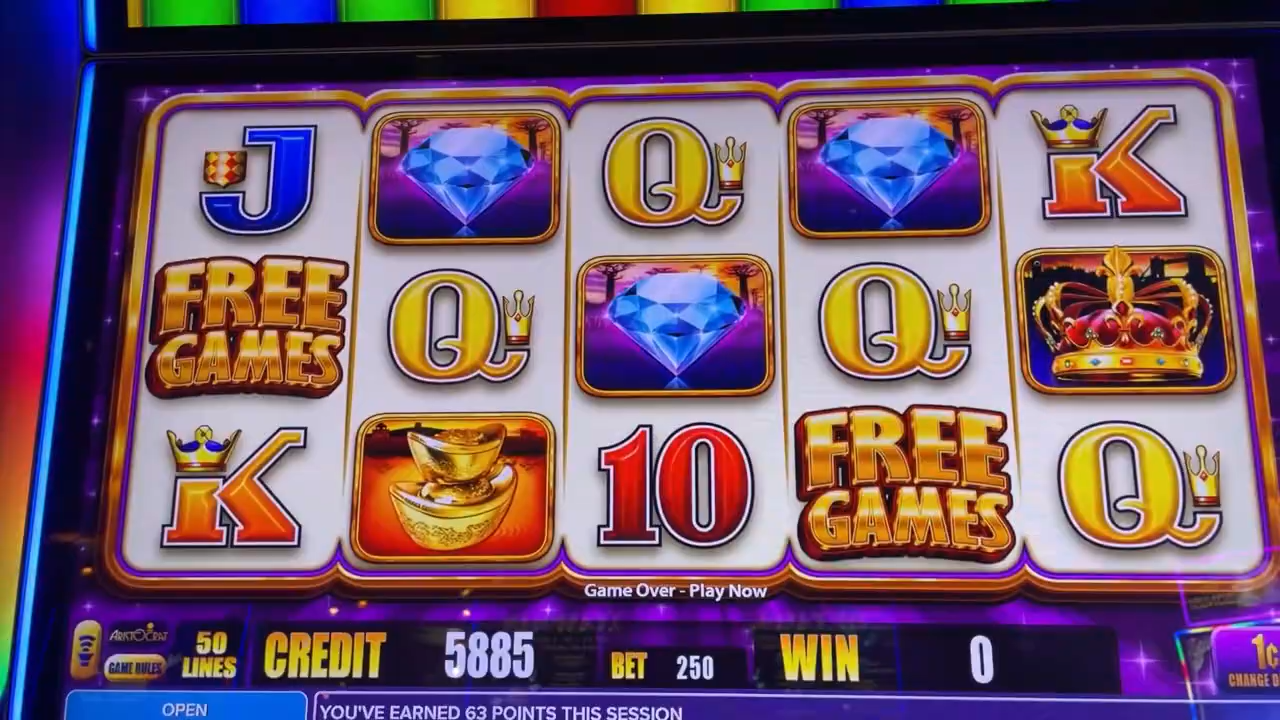 J
Q
K
FREE
GAMES
Q
Q
K
10
FREE
GAMES
Q
Game Over - Play Now
ARISTOCRAT
GAME RULES
50
LINES
CREDIT
5885
BET
250
WIN
0
1¢
CHANGE
OPEN
YOU'VE EARNED 63 POINTS THIS SESSION